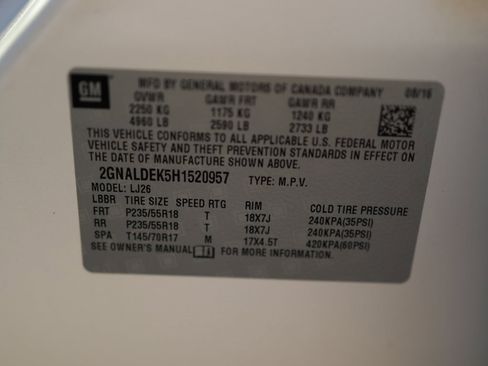 GM
MFD BY GENERAL MOTORS OF CANADA COMPANY 08/16
GVWR GAWR FRT GAWR RR
2250 KG 1175 KG 1240 KG
4960 LB 2590 LB 2733 LB
THIS VEHICLE CONFORMS TO ALL APPLICABLE U.S. FEDERAL MOTOR
VEHICLE SAFETY AND THEFT PREVENTION STANDARDS IN EFFECT ON
THE DATE OF MANUFACTURE SHOWN ABOVE.
2GNALDEK5H1520957 TYPE: M.P.V.
MODEL: LJ26
LBBR TIRE SIZE SPEED RTG RIM COLD TIRE PRESSURE
FRT P235/55R18 T 18X7J 240KPA(35PSI)
RR P235/55R18 T 18X7J 240KPA(35PSI)
SPA T145/70R17 M 17X4.5T 420KPA(60PSI)
SEE OWNER'S MANUAL FOR MORE INFORMATION.